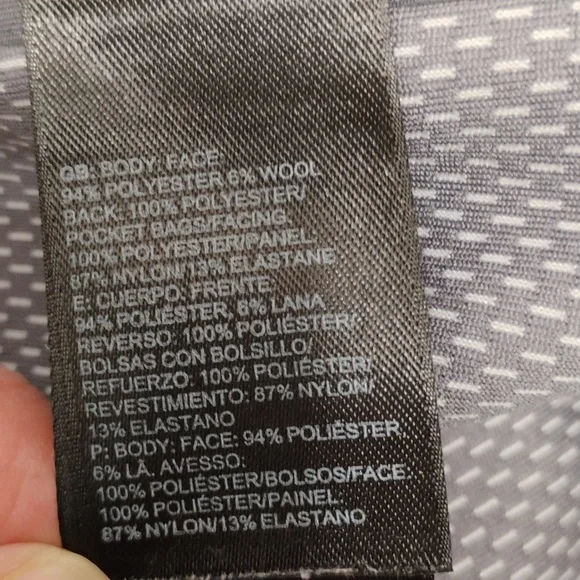 GB: BODY: FACE:
94% POLYESTER 6% WOOL
BACK: 100% POLYESTER/
POCKET BAGS/FACING.
100% POLYESTER/PANEL.
87% NYLON/13% ELASTANE
E: CUERPO. FRENTE
94% POLIÉSTER, 6% LANA
REVERSO: 100% POLIÉSTER/
BOLSAS CON BOLSILLO/
REFUERZO: 100% POLIÉSTER/
REVESTIMIENTO: 87% NYLON/
13% ELASTANO
P: BODY: FACE: 94% POLIÉSTER,
6% LÃ. AVESSO:
100% POLIÉSTER/BOLSOS/FACE:
100% POLIÉSTER/PAINEL.
87% NYLON/13% ELASTANO